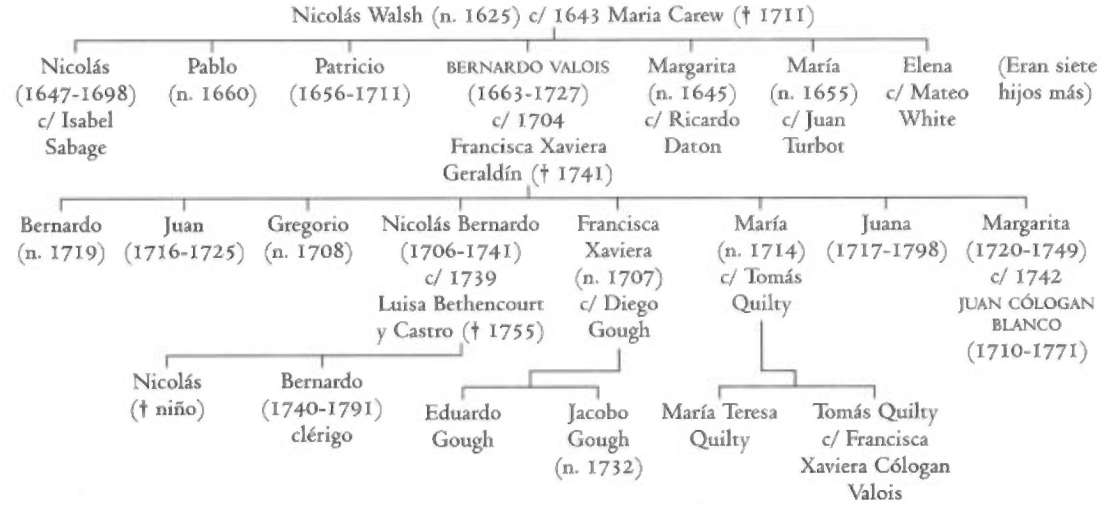 Nicolás Walsh (n. 1625) c/ 1643 Maria Carew († 1711)
Nicolás
(1647-1698)
c/ Isabel
Sabage
Pablo
(n. 1660)
Patricio
(1656-1711)
BERNARDO VALOIS
(1663-1727)
c/ 1704
Francisca Xaviera
Geraldín († 1741)
Margarita
(n. 1645)
c/ Ricardo
Daton
María
(n. 1655)
c/ Juan
Turbot
Elena
c/ Mateo
White
(Eran siete
hijos más)
Bernardo
(n. 1719)
Juan
(1716-1725)
Gregorio
(n. 1708)
Nicolás Bernardo
(1706-1741)
c/ 1739
Luisa Bethencourt
y Castro († 1755)
Francisca
Xaviera
(n. 1707)
c/ Diego
Gough
María
(n. 1714)
c/ Tomás
Quilty
Juana
(1717-1798)
Margarita
(1720-1749)
c/ 1742
JUAN CÓLOGAN
BLANCO
(1710-1771)
Nicolás
(† niño)
Bernardo
(1740-1791)
clérigo
Eduardo
Gough
Jacobo
Gough
(n. 1732)
María Teresa
Quilty
Tomás Quilty
c/ Francisca
Xaviera Cólogan
Valois